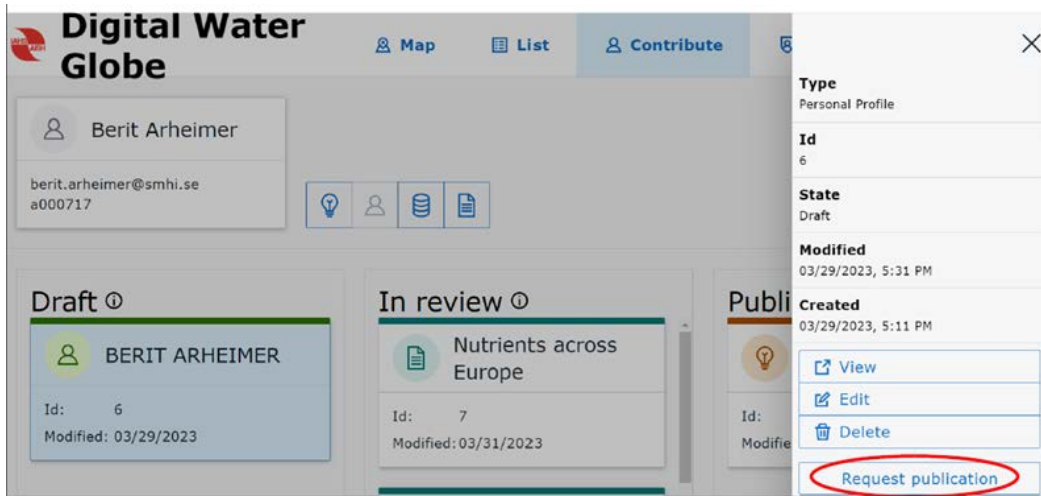 Digital Water
Globe
Map
List
Contribute
Berit Arheimer
berit.arheimer@smhi.se
a000717
Draft
BERIT ARHEIMER
Id: 6
Modified: 03/29/2023
In review
Nutrients across
Europe
Id: 7
Modified: 03/31/2023
Publi
Id:
Modifie
Type
Personal Profile
Id
6
State
Draft
Modified
03/29/2023, 5:31 PM
Created
03/29/2023, 5:11 PM
View
Edit
Delete
Request publication